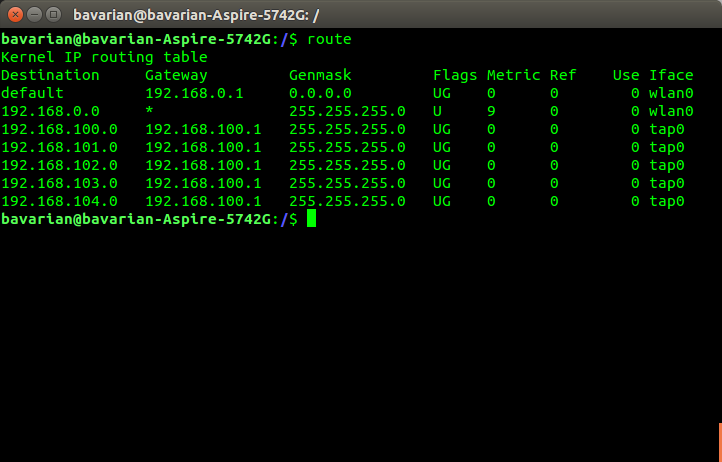 bavarian@bavarian-Aspire-5742G: /
bavarian@bavarian-Aspire-5742G:/$ route
Kernel IP routing table
Destination     Gateway         Genmask         Flags Metric Ref    Use Iface
default         192.168.0.1     0.0.0.0         UG    0      0        0 wlan0
192.168.0.0     *               255.255.255.0   U     9      0        0 wlan0
192.168.100.0   192.168.100.1   255.255.255.0   UG    0      0        0 tap0
192.168.101.0   192.168.100.1   255.255.255.0   UG    0      0        0 tap0
192.168.102.0   192.168.100.1   255.255.255.0   UG    0      0        0 tap0
192.168.103.0   192.168.100.1   255.255.255.0   UG    0      0        0 tap0
192.168.104.0   192.168.100.1   255.255.255.0   UG    0      0        0 tap0
bavarian@bavarian-Aspire-5742G:/$